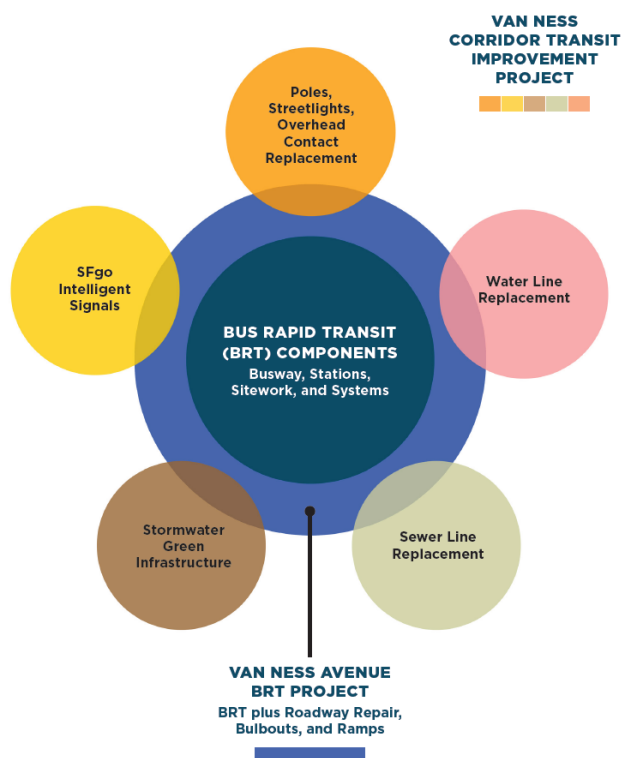 VAN NESS
CORRIDOR TRANSIT
IMPROVEMENT
PROJECT
Poles,
Streetlights,
Overhead
Contact
Replacement
SFgo
Intelligent
Signals
Water Line
Replacement
BUS RAPID TRANSIT
(BRT) COMPONENTS
Busway, Stations,
Sitework, and Systems
Stormwater
Green
Infrastructure
Sewer Line
Replacement
VAN NESS AVENUE
BRT PROJECT
BRT plus Roadway Repair,
Bulbouts, and Ramps